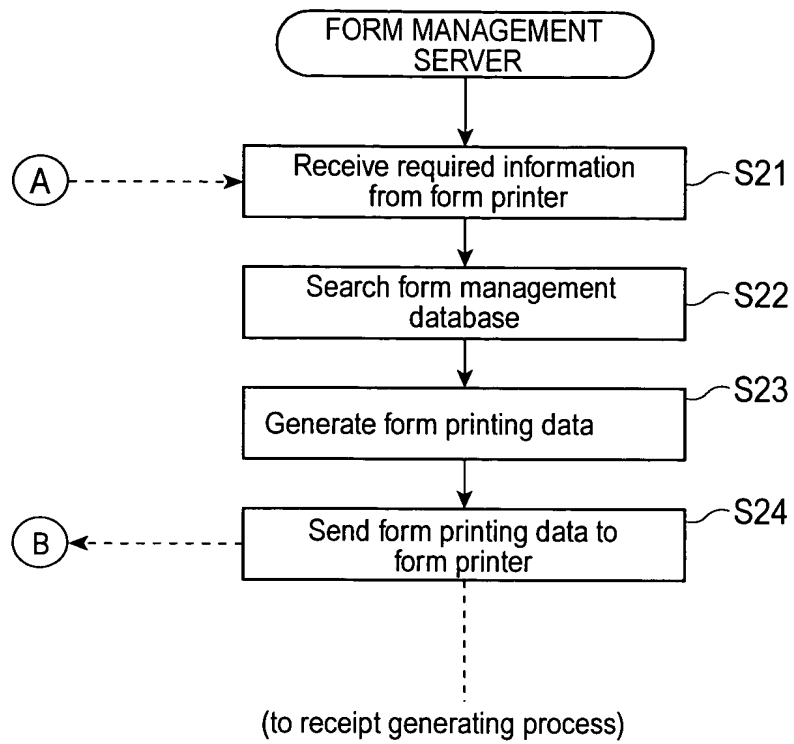 FORM MANAGEMENT
SERVER
A
Receive required information
from form printer
S21
Search form management
database
S22
Generate form printing data
S23
B
Send form printing data to
form printer
S24
(to receipt generating process)